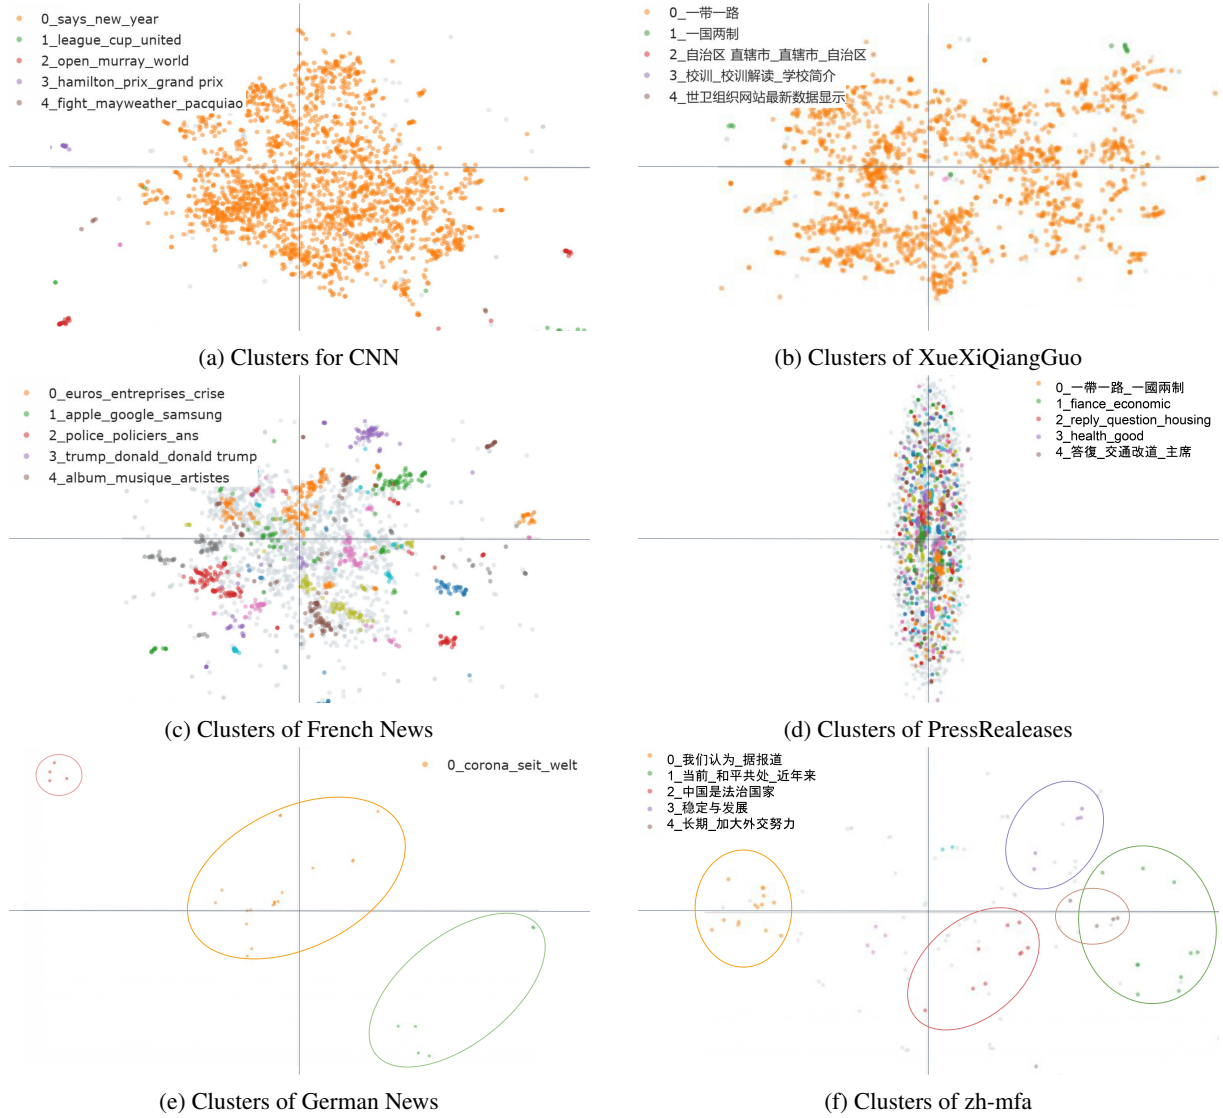 0_says_new_year
1_league_cup_united
2_open_murray_world
3_hamilton_prix_grand prix
4_fight_mayweather_pacquiao
0_一带一路
1_一国两制
2_自治区 直辖市_直辖市_自治区
3_校训_校训解读_学校简介
4_世卫组织网站最新数据显示
(a) Clusters for CNN
(b) Clusters of XueXiQiangGuo
0_euros_entreprises_crise
1_apple_google_samsung
2_police_policiers_ans
3_trump_donald_donald trump
4_album_musique_artistes
0_一带一路_一國兩制
1_fiance_economic
2_reply_question_housing
3_health_good
4_答復_交通改道_主席
(c) Clusters of French News
(d) Clusters of PressRealeases
0_corona_seit_welt
0_我们认为_据报道
1_当前_和平共处_近年来
2_中国是法治国家
3_稳定与发展
4_长期_加大外交努力
(e) Clusters of German News
(f) Clusters of zh-mfa